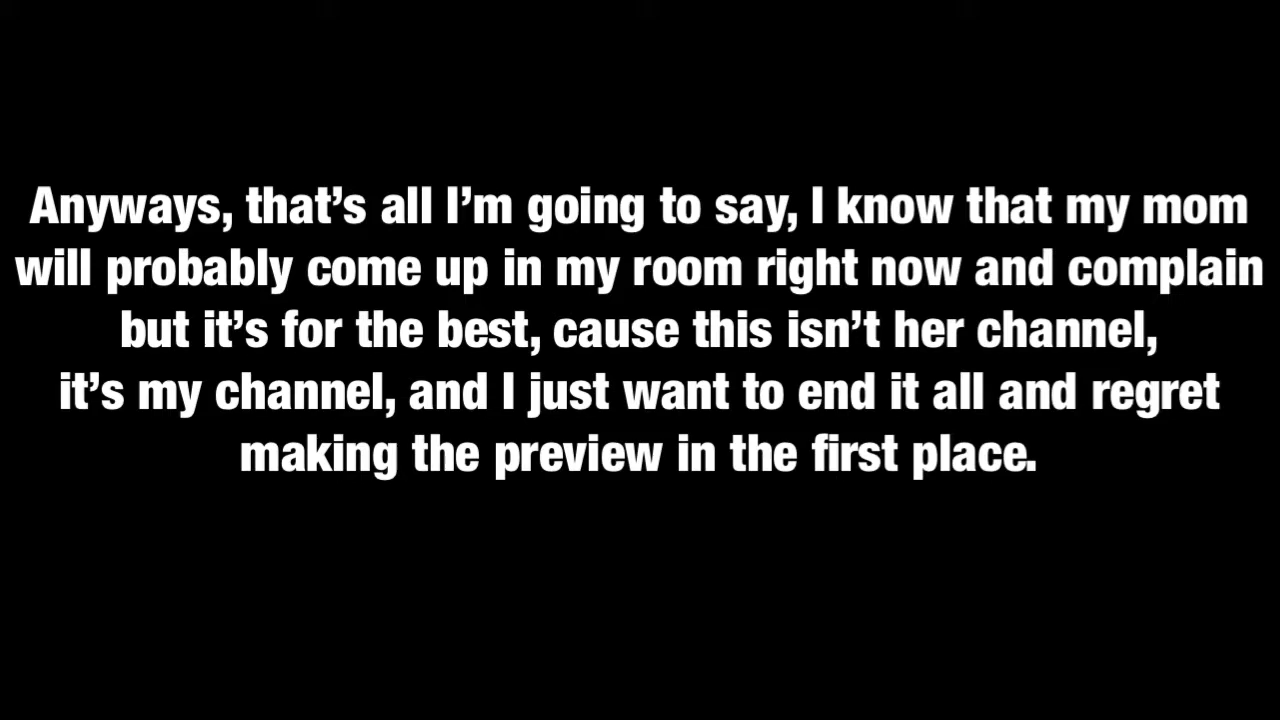 Anyways, that’s all I’m going to say, I know that my mom
will probably come up in my room right now and complain
but it’s for the best, cause this isn’t her channel,
it’s my channel, and I just want to end it all and regret
making the preview in the first place.